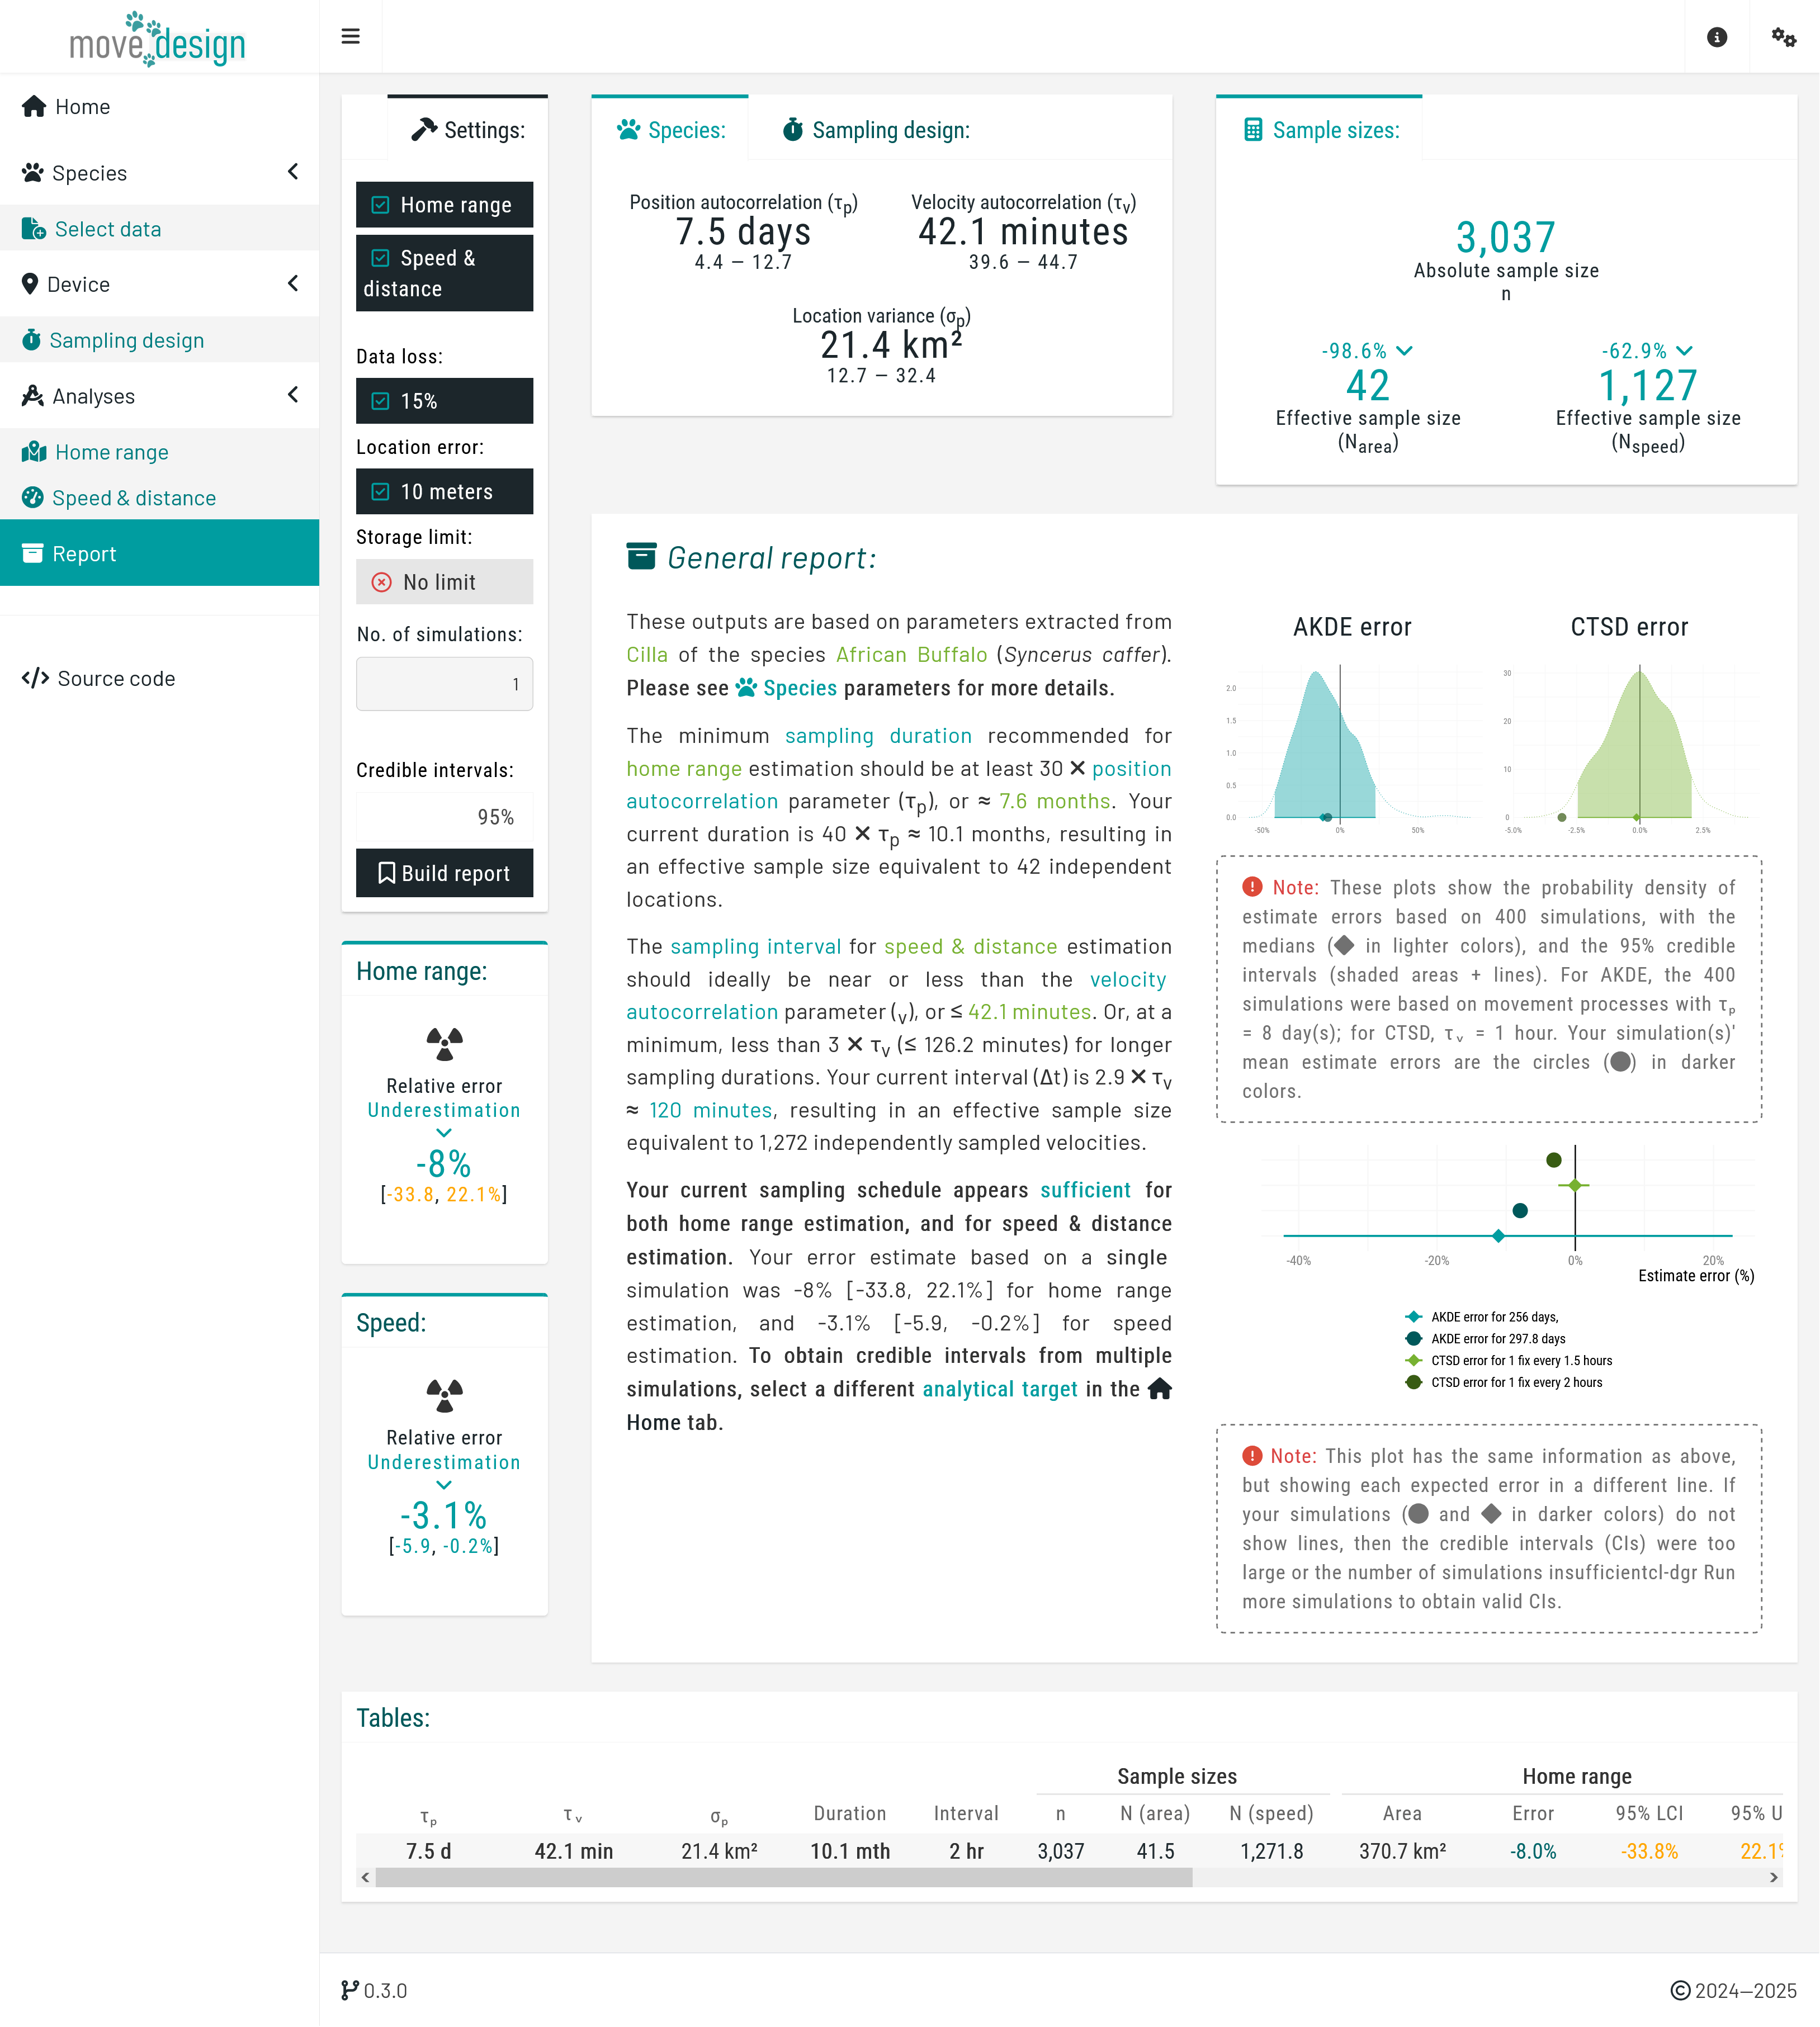 move.design
Home
Species
Select data
Device
Sampling design
Analyses
Home range
Speed & distance
Report
Source code
Settings:
Home range
Speed &
distance
Data loss:
15%
Location error:
10 meters
Storage limit:
No limit
No. of simulations:
1
Credible intervals:
95%
Build report
Home range:
Relative error
Underestimation
-8%
[-33.8, 22.1%]
Speed:
Relative error
Underestimation
-3.1%
[-5.9, -0.2%]
Species:
Sampling design:
Position autocorrelation (τp)
7.5 days
4.4 — 12.7
Velocity autocorrelation (τv)
42.1 minutes
39.6 — 44.7
Location variance (σp)
21.4 km²
12.7 — 32.4
Sample sizes:
3,037
Absolute sample size
n
-98.6%
42
Effective sample size
(Narea)
-62.9%
1,127
Effective sample size
(Nspeed)
General report:
These outputs are based on parameters extracted from
Cilla of the species African Buffalo (Syncerus caffer).
Please see Species parameters for more details.
The minimum sampling duration recommended for
home range estimation should be at least 30 × position
autocorrelation parameter (τp), or ≈ 7.6 months. Your
current duration is 40 × τp ≈ 10.1 months, resulting in
an effective sample size equivalent to 42 independent
locations.
The sampling interval for speed & distance estimation
should ideally be near or less than the velocity
autocorrelation parameter (v), or ≤ 42.1 minutes. Or, at a
minimum, less than 3 × τv (≤ 126.2 minutes) for longer
sampling durations. Your current interval (Δt) is 2.9 × τv
≈ 120 minutes, resulting in an effective sample size
equivalent to 1,272 independently sampled velocities.
Your current sampling schedule appears sufficient for
both home range estimation, and for speed & distance
estimation. Your error estimate based on a single
simulation was -8% [-33.8, 22.1%] for home range
estimation, and -3.1% [-5.9, -0.2%] for speed
estimation. To obtain credible intervals from multiple
simulations, select a different analytical target in the
Home tab.
AKDE error
2.0
1.5
1.0
0.5
0.0
-50% 0% 50%
CTSD error
30
20
10
0
-5.0% -2.5% 0.0% 2.5%
Note: These plots show the probability density of
estimate errors based on 400 simulations, with the
medians (◆ in lighter colors), and the 95% credible
intervals (shaded areas + lines). For AKDE, the 400
simulations were based on movement processes with τₚ
= 8 day(s); for CTSD, τᵥ = 1 hour. Your simulation(s)'
mean estimate errors are the circles (●) in darker
colors.
-40% -20% 0% 20%
Estimate error (%)
AKDE error for 256 days,
AKDE error for 297.8 days
CTSD error for 1 fix every 1.5 hours
CTSD error for 1 fix every 2 hours
Note: This plot has the same information as above,
but showing each expected error in a different line. If
your simulations (● and ◆ in darker colors) do not
show lines, then the credible intervals (CIs) were too
large or the number of simulations insufficientcl-dgr Run
more simulations to obtain valid CIs.
Tables:
Sample sizes Home range
τₚ τᵥ σₚ Duration Interval n N (area) N (speed) Area Error 95% LCI 95% U
7.5 d 42.1 min 21.4 km² 10.1 mth 2 hr 3,037 41.5 1,271.8 370.7 km² -8.0% -33.8% 22.1%
0.3.0
© 2024—2025